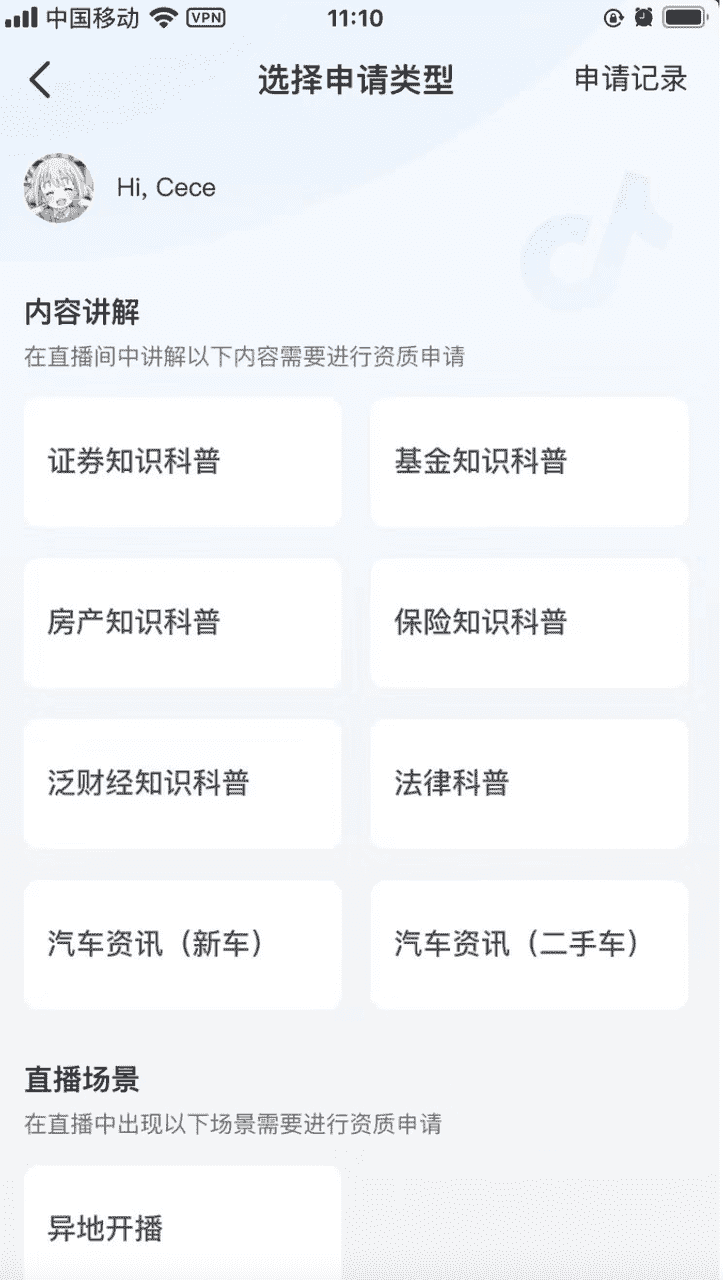 中国移动 VPN 11:10
选择申请类型 申请记录
Hi, Cece
内容讲解
在直播间中讲解以下内容需要进行资质申请
证券知识科普 基金知识科普
房产知识科普 保险知识科普
泛财经知识科普 法律科普
汽车资讯（新车） 汽车资讯（二手车）
直播场景
在直播中出现以下场景需要进行资质申请
异地开播